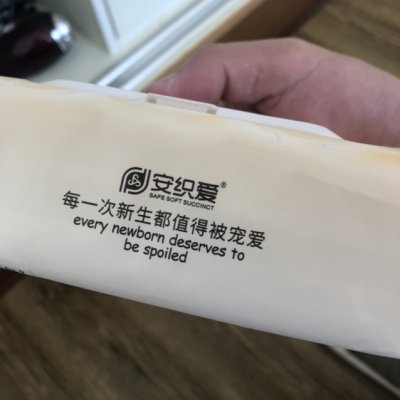 安织爱®
SAFE SOFT SUCCINCT
每一次新生都值得被宠爱
every newborn deserves to
be spoiled